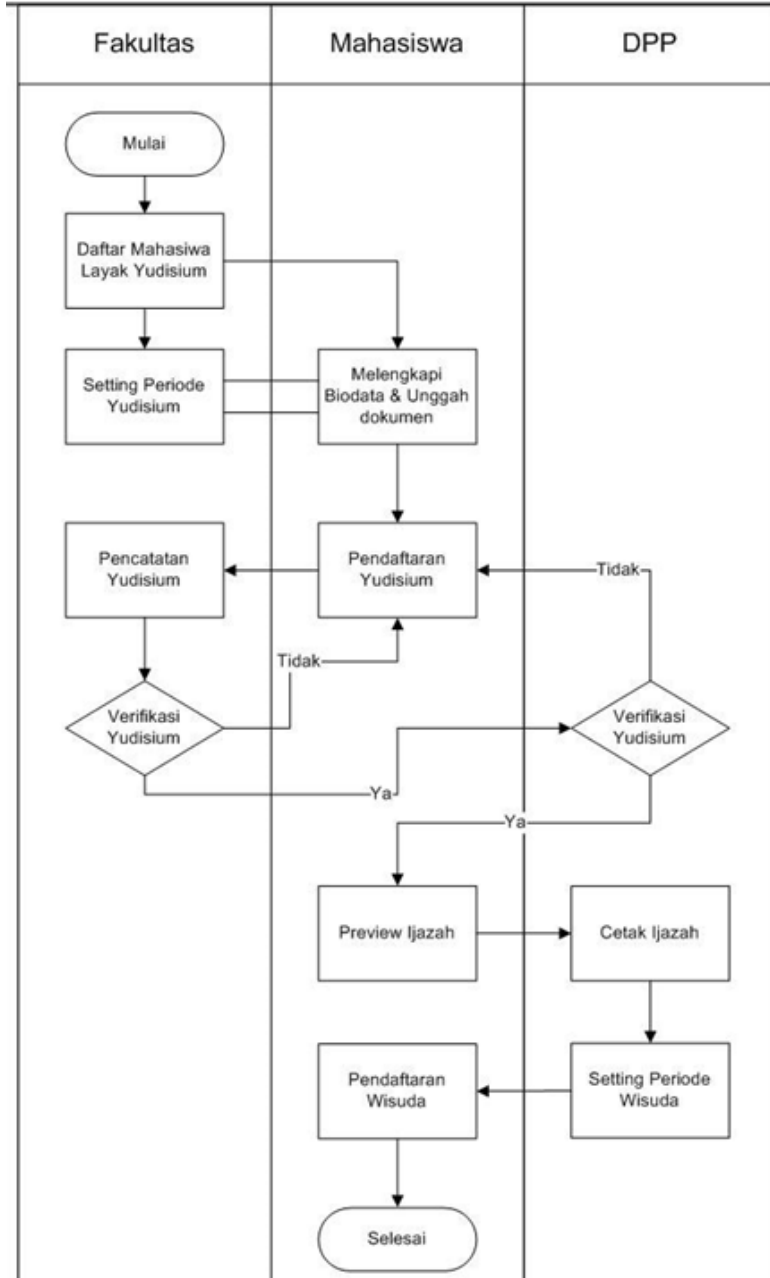 Fakultas
Mahasiswa
DPP
Mulai
Daftar Mahasiwa
Layak Yudisium
Setting Periode
Yudisium
Melengkapi
Biodata & Unggah
dokumen
Pencatatan
Yudisium
Pendaftaran
Yudisium
Tidak
Tidak
Verifikasi
Yudisium
Verifikasi
Yudisium
Ya
Ya
Preview Ijazah
Cetak Ijazah
Pendaftaran
Wisuda
Setting Periode
Wisuda
Selesai